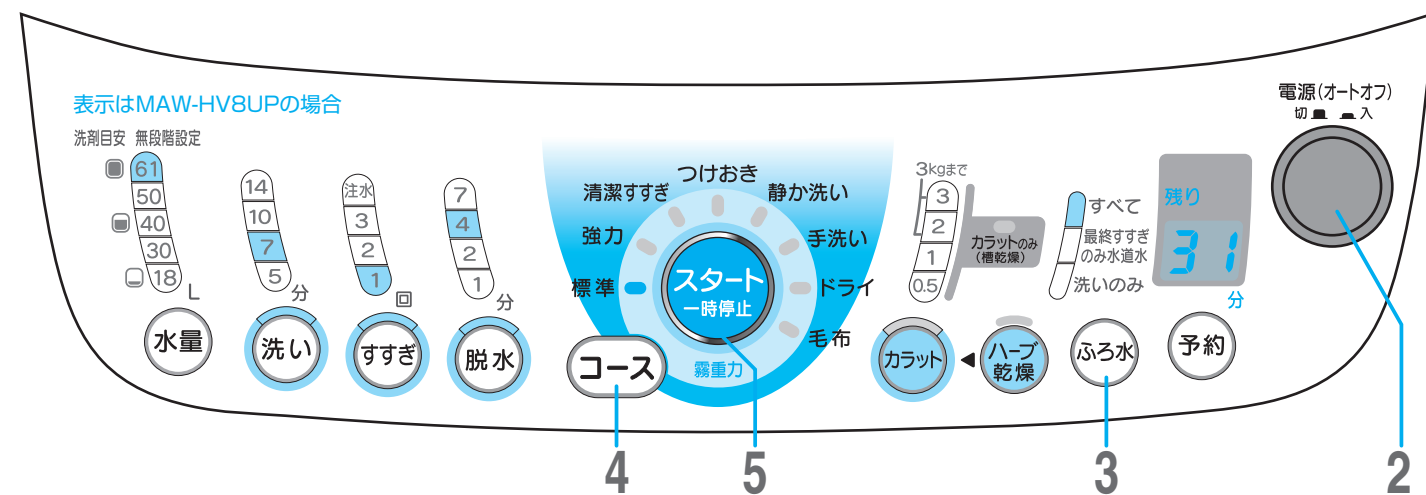 表示はMAW-HV8UPの場合
洗剤目安 無段階設定
61
50
40
30
18
L
水量
14
10
7
5
分
洗い
注水
3
2
1
回
すすぎ
7
4
2
1
分
脱水
つけおき
清潔すすぎ
静か洗い
強力
手洗い
標準
ドライ
毛布
スタート
一時停止
霧重力
コース
3kgまで
3
2
1
0.5
カラットのみ
(槽乾燥)
カラット
ハーブ
乾燥
すべて
最終すすぎ
のみ水道水
洗いのみ
ふろ水
残り
31
分
予約
電源(オートオフ)
切 入
4
5
3
2